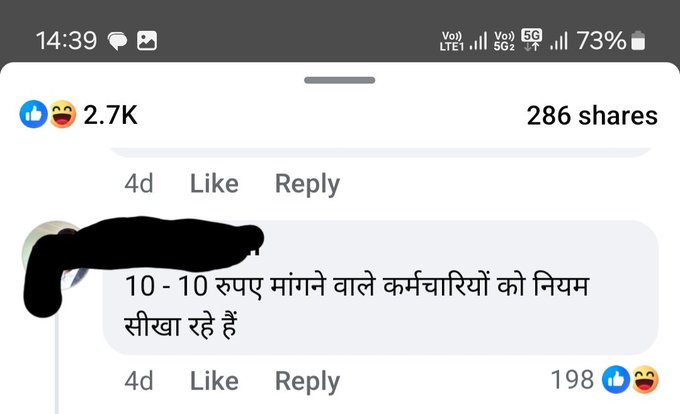 14:39 Vo)) LTE1 Vo)) 5G2 5G 73%
2.7K 286 shares
4d Like Reply
10 - 10 रुपए मांगने वाले कर्मचारियों को नियम
सीखा रहे हैं
4d Like Reply 198